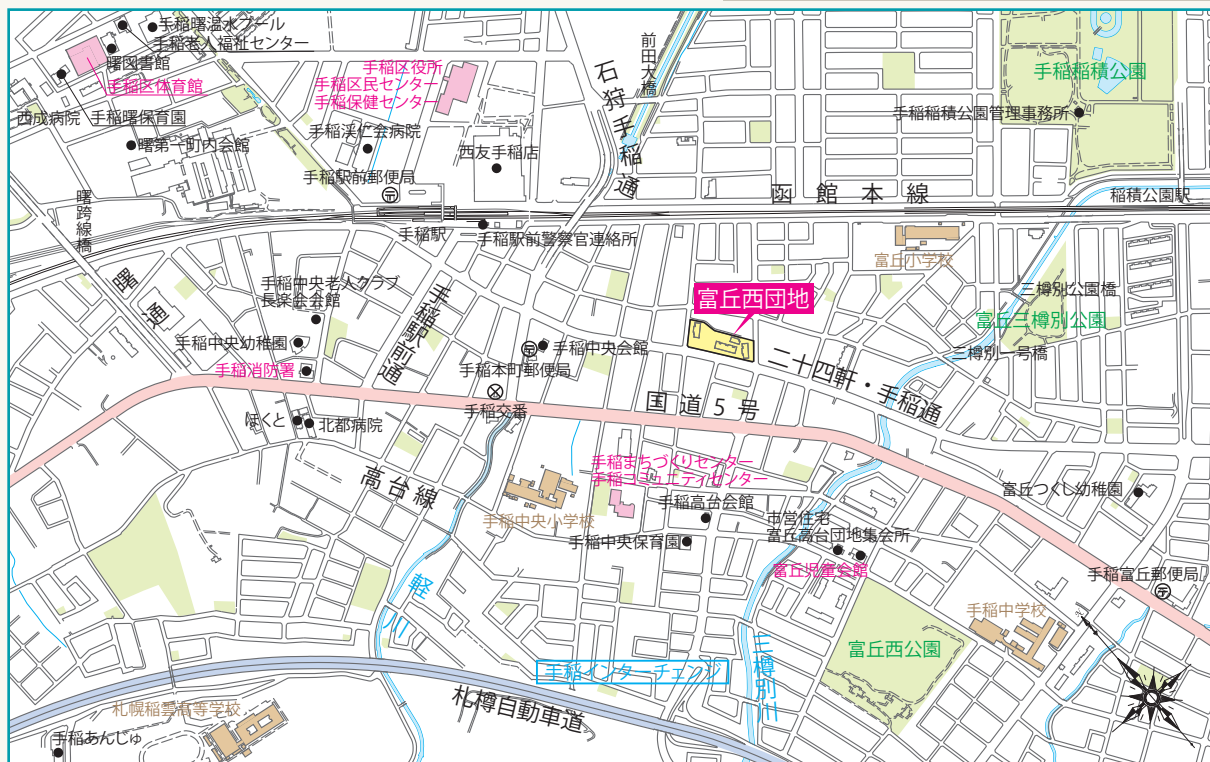 手稲曙温水プール
手稲老人福祉センター
曙図書館
手稲区体育館
西成病院
手稲曙保育園
曙第一町内会館
曙跨線橋
曙通
手稲区役所
手稲区民センター
手稲保健センター
手稲渓仁会病院
手稲駅前郵便局
西友手稲店
石狩手稲通
前田大橋
手稲稲積公園
手稲稲積公園管理事務所
函館本線
稲積公園駅
手稲駅
手稲駅前警察官連絡所
富丘小学校
手稲中央老人クラブ
長楽会会館
手稲駅前通
富丘西団地
三樽別公園橋
富丘三樽別公園
三樽別一号橋
手稲中央幼稚園
手稲消防署
手稲中央会館
手稲本町郵便局
手稲交番
二十四軒・手稲通
国道5号
ほくと
北都病院
高台線
手稲まちづくりセンター
手稲コミュニティセンター
手稲中央小学校
手稲高台会館
手稲中央保育園
市営住宅
富丘高台団地集会所
富丘児童会館
富丘つくし幼稚園
手稲富丘郵便局
手稲中学校
軽川
富丘西公園
三樽別川
手稲インターチェンジ
札樽自動車道
札幌稲雲高等学校
手稲あんじゅ